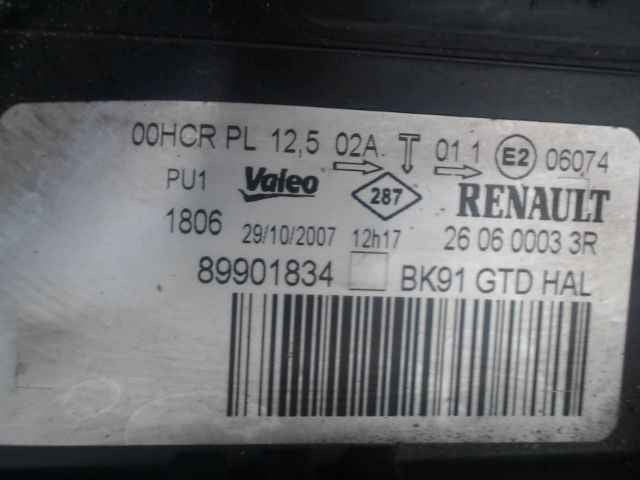 00HCR PL 12,5 02A 01 1 E2 06074
PU1 Valeo 287 RENAULT
1806 29/10/2007 12h17 26 06 0003 3R
89901834 BK91 GTD HAL